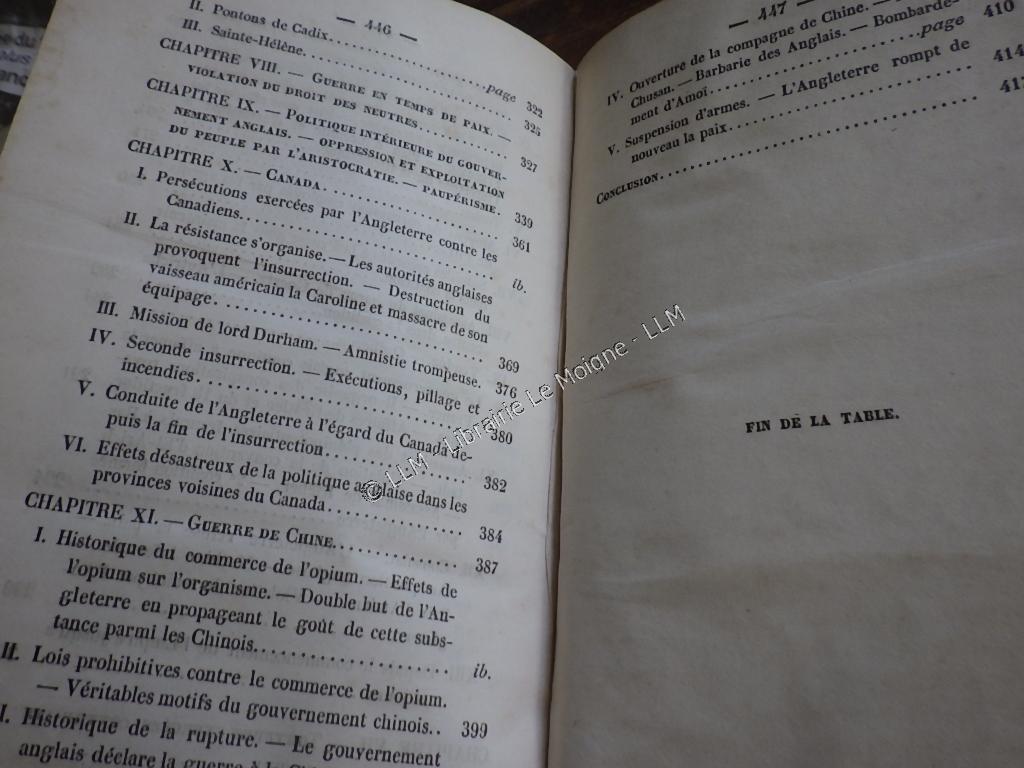 — 446 —
II. Pontons de Cadix
III. Sainte-Hélène. page 322
CHAPITRE VIII. — GUERRE EN TEMPS DE PAIX. — 325
VIOLATION DU DROIT DES NEUTRES 327
CHAPITRE IX. — POLITIQUE INTÉRIEURE DU GOUVER-
NEMENT ANGLAIS. — OPPRESSION ET EXPLOITATION
DU PEUPLE PAR L'ARISTOCRATIE. — PAUPÉRISME. 339
CHAPITRE X. — CANADA 361
I. Persécutions exercées par l'Angleterre contre les
Canadiens. ib.
II. La résistance s'organise. — Les autorités anglaises
provoquent l'insurrection. — Destruction du
vaisseau américain la Caroline et massacre de son
équipage 369
III. Mission de lord Durham. — Amnistie trompeuse. 376
IV. Seconde insurrection. — Exécutions, pillage et
incendies 380
V. Conduite de l'Angleterre à l'égard du Canada de-
puis la fin de l'insurrection 382
VI. Effets désastreux de la politique anglaise dans les
provinces voisines du Canada 384
CHAPITRE XI. — GUERRE DE CHINE. 387
I. Historique du commerce de l'opium. — Effets de
l'opium sur l'organisme. — Double but de l'An-
gleterre en propageant le goût de cette subs-
tance parmi les Chinois. ib.
II. Lois prohibitives contre le commerce de l'opium.
— Véritables motifs du gouvernement chinois.. 399
I. Historique de la rupture. — Le gouvernement
anglais déclare la guerre à la
— 447 —
page 410
IV. Ouverture de la compagne de Chine. — Prise de
Chusan. — Barbarie des Anglais. — Bombarde-
ment d'Amoï 414
V. Suspension d'armes. — L'Angleterre rompt de
nouveau la paix.
CONCLUSION.
FIN DE LA TABLE.
© LLM - Librairie Le Moigne - LLM